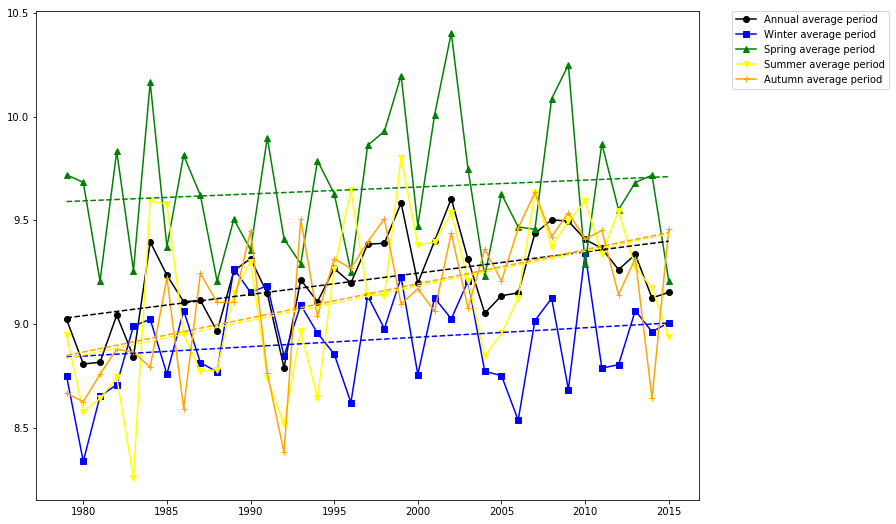 10.5
10.0
9.5
9.0
8.5
1980 1985 1990 1995 2000 2005 2010 2015
Annual average period
Winter average period
Spring average period
Summer average period
Autumn average period